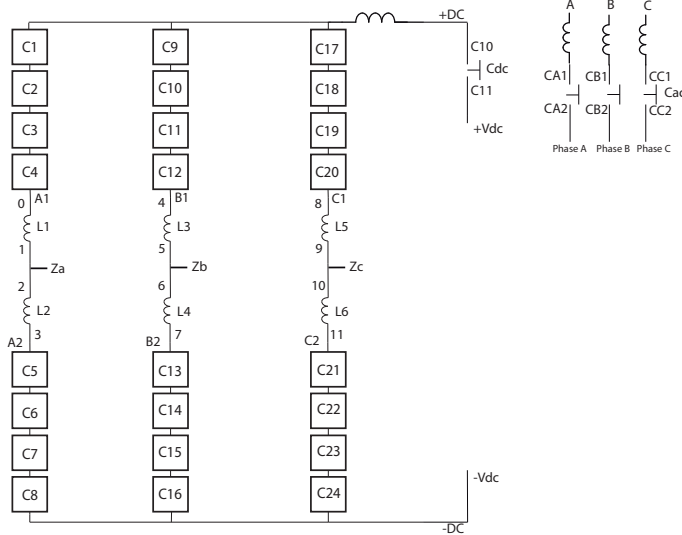 +DC
C1
C9
C17
C10
Cdc
C11
+Vdc
C2
C10
C18
C3
C11
C19
C4
C12
C20
0 A1
4 B1
8 C1
L1
L3
L5
1
5
9
Za
Zb
Zc
2
6
10
L2
L4
L6
3
7
11
A2
B2
C2
C5
C13
C21
C6
C14
C22
C7
C15
C23
C8
C16
C24
-Vdc
-DC
A B C
CA1 CB1 CC1
Cac
CA2 CB2 CC2
Phase A Phase B Phase C